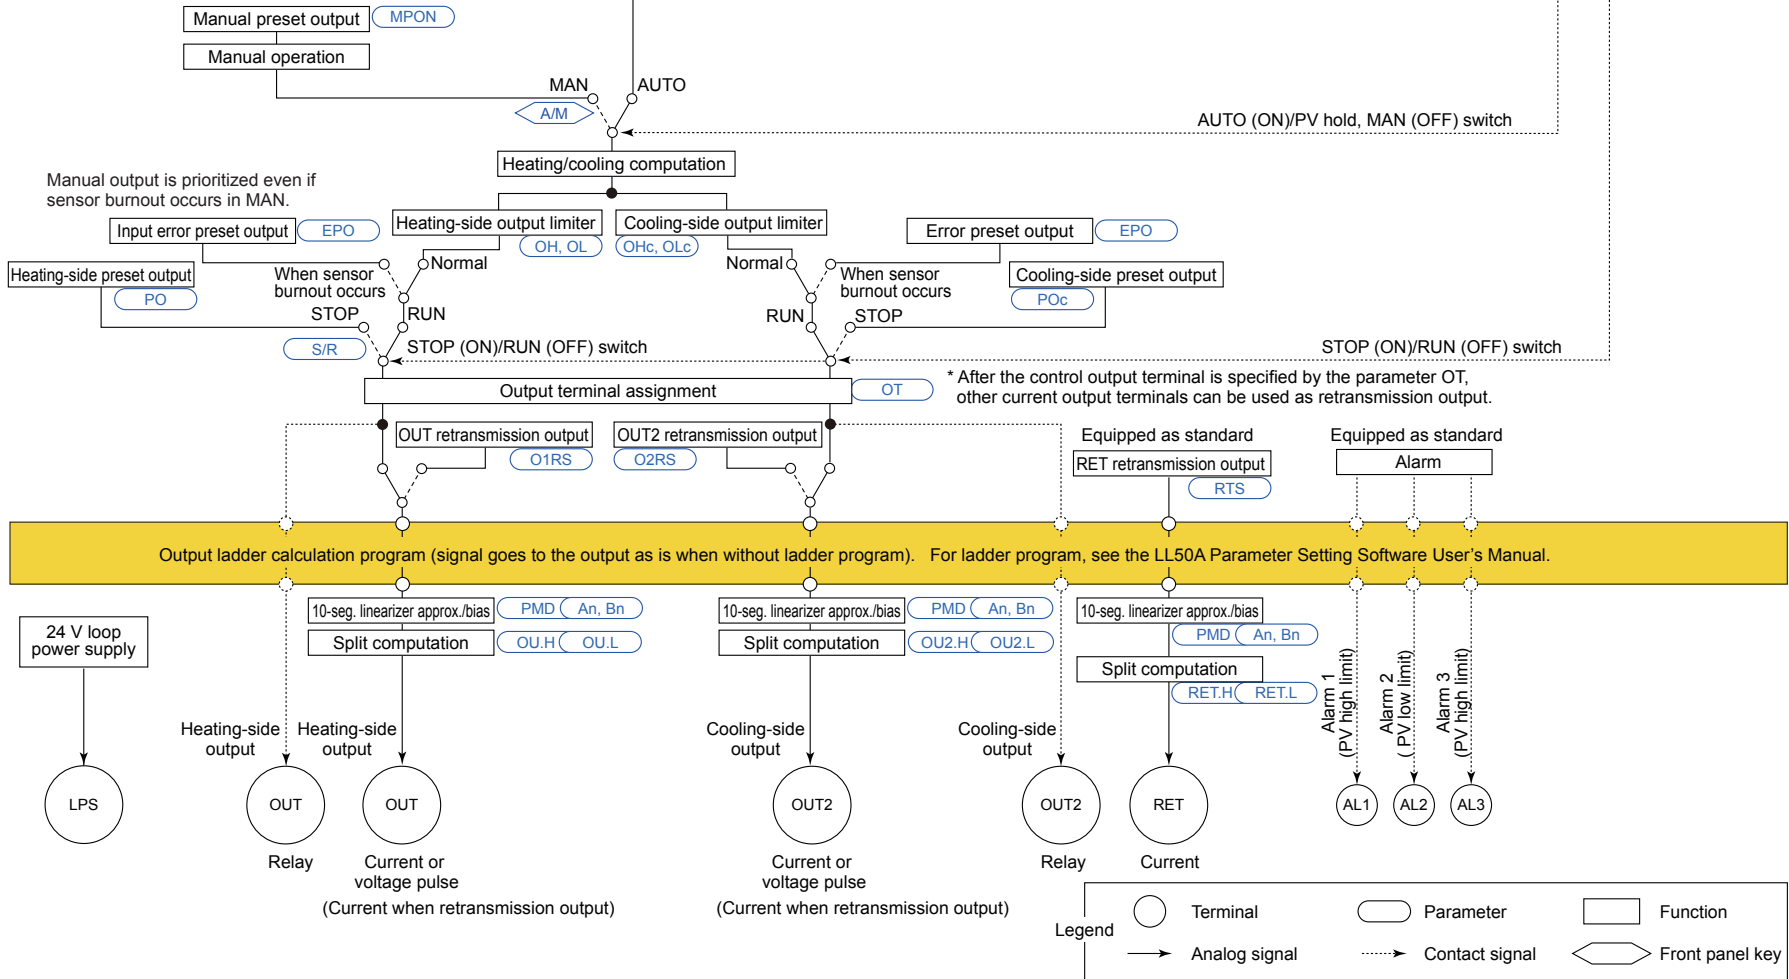 Manual preset output
MPON
Manual operation
MAN
AUTO
A/M
AUTO (ON)/PV hold, MAN (OFF) switch
Heating/cooling computation
Manual output is prioritized even if
sensor burnout occurs in MAN.
Input error preset output
EPO
Heating-side output limiter
OH, OL
Cooling-side output limiter
OHc, OLc
Error preset output
EPO
Heating-side preset output
PO
When sensor
burnout occurs
Normal
Normal
When sensor
burnout occurs
Cooling-side preset output
POc
STOP
RUN
RUN
STOP
S/R
STOP (ON)/RUN (OFF) switch
STOP (ON)/RUN (OFF) switch
Output terminal assignment
OT
* After the control output terminal is specified by the parameter OT,
other current output terminals can be used as retransmission output.
OUT retransmission output
O1RS
OUT2 retransmission output
O2RS
Equipped as standard
RET retransmission output
RTS
Equipped as standard
Alarm
Output ladder calculation program (signal goes to the output as is when without ladder program). For ladder program, see the LL50A Parameter Setting Software User's Manual.
24 V loop
power supply
10-seg. linearizer approx./bias
PMD
An, Bn
Split computation
OU.H
OU.L
10-seg. linearizer approx./bias
PMD
An, Bn
Split computation
OU2.H
OU2.L
10-seg. linearizer approx./bias
PMD
An, Bn
Split computation
RET.H
RET.L
Alarm 1
(PV high limit)
Alarm 2
( PV low limit)
Alarm 3
(PV high limit)
Heating-side
output
Heating-side
output
Cooling-side
output
Cooling-side
output
LPS
OUT
OUT
OUT2
OUT2
RET
AL1
AL2
AL3
Relay
Current or
voltage pulse
(Current when retransmission output)
Current or
voltage pulse
(Current when retransmission output)
Relay
Current
Legend
Terminal
Parameter
Function
Analog signal
Contact signal
Front panel key